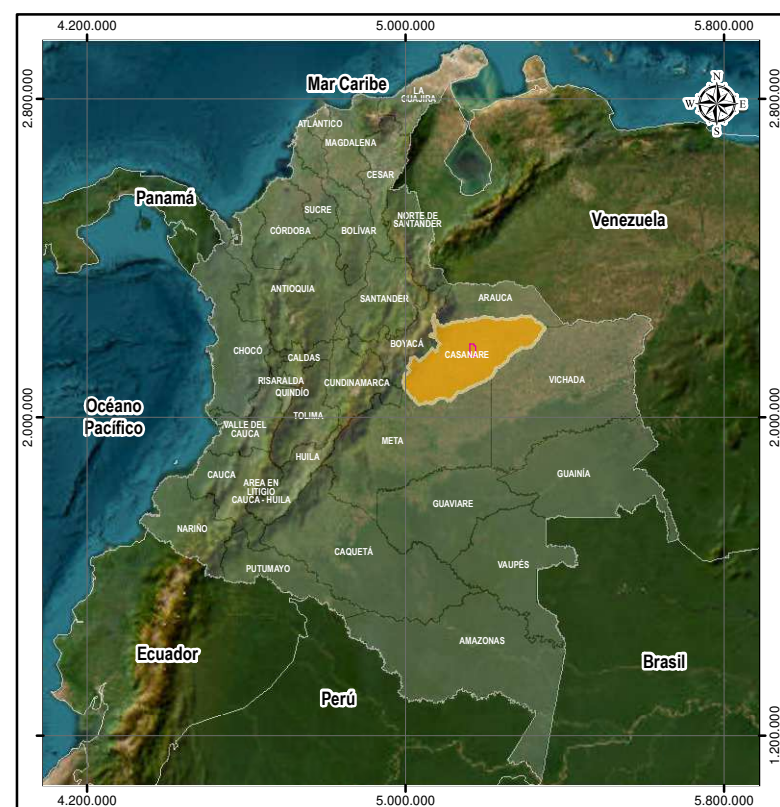 4.200.000
5.000.000
5.800.000
2.800.000
2.800.000
Mar Caribe
LA
GUAJIRA
N
W
E
S
ATLÁNTICO
MAGDALENA
CESAR
Panamá
SUCRE
NORTE DE
SANTANDER
Venezuela
CÓRDOBA
BOLÍVAR
ANTIOQUIA
SANTANDER
ARAUCA
CHOCÓ
CALDAS
BOYACÁ
CASANARE
RISARALDA
CUNDINAMARCA
VICHADA
QUINDÍO
Océano
Pacífico
TOLIMA
2.000.000
2.000.000
VALLE DEL
CAUCA
META
HUILA
CAUCA
AREA EN
LITIGIO
CAUCA - HUILA
GUAINÍA
GUAVIARE
NARIÑO
CAQUETÁ
VAUPÉS
PUTUMAYO
AMAZONAS
Ecuador
Perú
Brasil
1.200.000
1.200.000
4.200.000
5.000.000
5.800.000